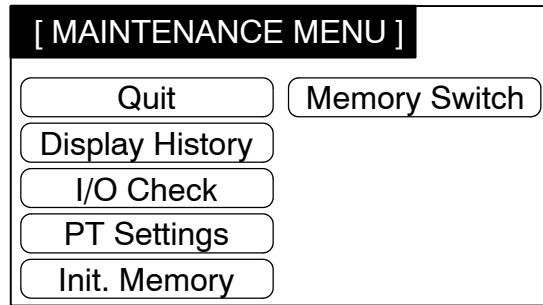 [ MAINTENANCE MENU ]
Quit Memory Switch
Display History
I/O Check
PT Settings
Init. Memory